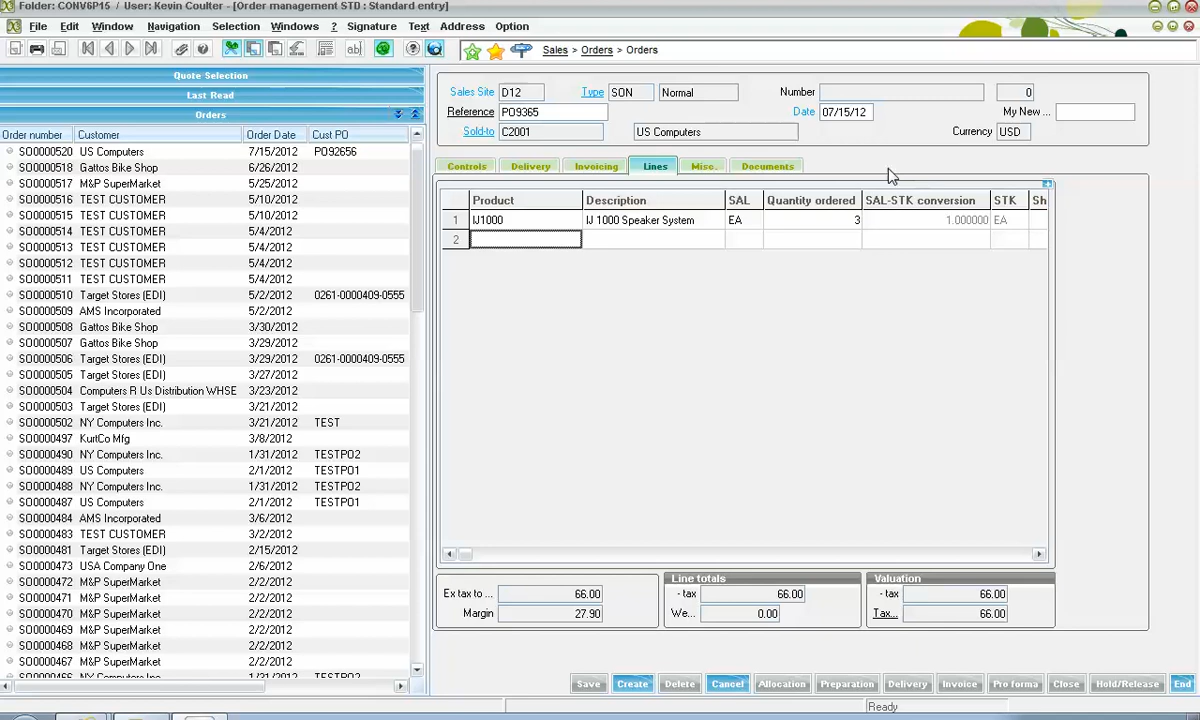 Folder: CONV6P15 / User: Kevin Coulter - [Order management STD : Standard entry]
File Edit Window Navigation Selection Windows ? Signature Text Address Option
Sales > Orders > Orders
Quote Selection
Last Read
Orders
Order number Customer Order Date Cust PO
SO0000520 US Computers 7/15/2012 PO92656
SO0000518 Gattos Bike Shop 6/26/2012
SO0000517 M&P SuperMarket 5/25/2012
SO0000516 TEST CUSTOMER 5/10/2012
SO0000515 TEST CUSTOMER 5/10/2012
SO0000514 TEST CUSTOMER 5/4/2012
SO0000513 TEST CUSTOMER 5/4/2012
SO0000512 TEST CUSTOMER 5/4/2012
SO0000511 TEST CUSTOMER 5/4/2012
SO0000510 Target Stores (EDI) 5/2/2012 0261-0000409-0555
SO0000509 AMS Incorporated 5/2/2012
SO0000508 Gattos Bike Shop 3/30/2012
SO0000507 Gattos Bike Shop 3/29/2012
SO0000506 Target Stores (EDI) 3/29/2012 0261-0000409-0555
SO0000505 Target Stores (EDI) 3/27/2012
SO0000504 Computers R Us Distribution WHSE 3/23/2012
SO0000503 Target Stores (EDI) 3/21/2012
SO0000502 NY Computers Inc. 3/21/2012 TEST
SO0000497 KurtCo Mfg 3/8/2012
SO0000490 NY Computers Inc. 1/31/2012 TESTPO2
SO0000489 US Computers 2/1/2012 TESTPO1
SO0000488 NY Computers Inc. 1/31/2012 TESTPO2
SO0000487 US Computers 2/1/2012 TESTPO1
SO0000484 AMS Incorporated 3/6/2012
SO0000483 TEST CUSTOMER 3/2/2012
SO0000481 Target Stores (EDI) 2/15/2012
SO0000473 USA Company One 2/6/2012
SO0000472 M&P SuperMarket 2/2/2012
SO0000471 M&P SuperMarket 2/2/2012
SO0000470 M&P SuperMarket 2/2/2012
SO0000469 M&P SuperMarket 2/2/2012
SO0000468 M&P SuperMarket 2/2/2012
SO0000467 M&P SuperMarket 2/2/2012
Sales Site D12 Type SON Normal Number 0
Reference PO9365 Date 07/15/12 My New ...
Sold-to C2001 US Computers Currency USD
Controls Delivery Invoicing Lines Misc. Documents
Product Description SAL Quantity ordered SAL-STK conversion STK Sh
1 IJ1000 IJ 1000 Speaker System EA 3 1.000000 EA
2
Line totals Valuation
Ex tax to ... 66.00 - tax 66.00 - tax 66.00
Margin 27.90 We... 0.00 Tax... 66.00
Save Create Delete Cancel Allocation Preparation Delivery Invoice Pro forma Close Hold/Release End
Ready